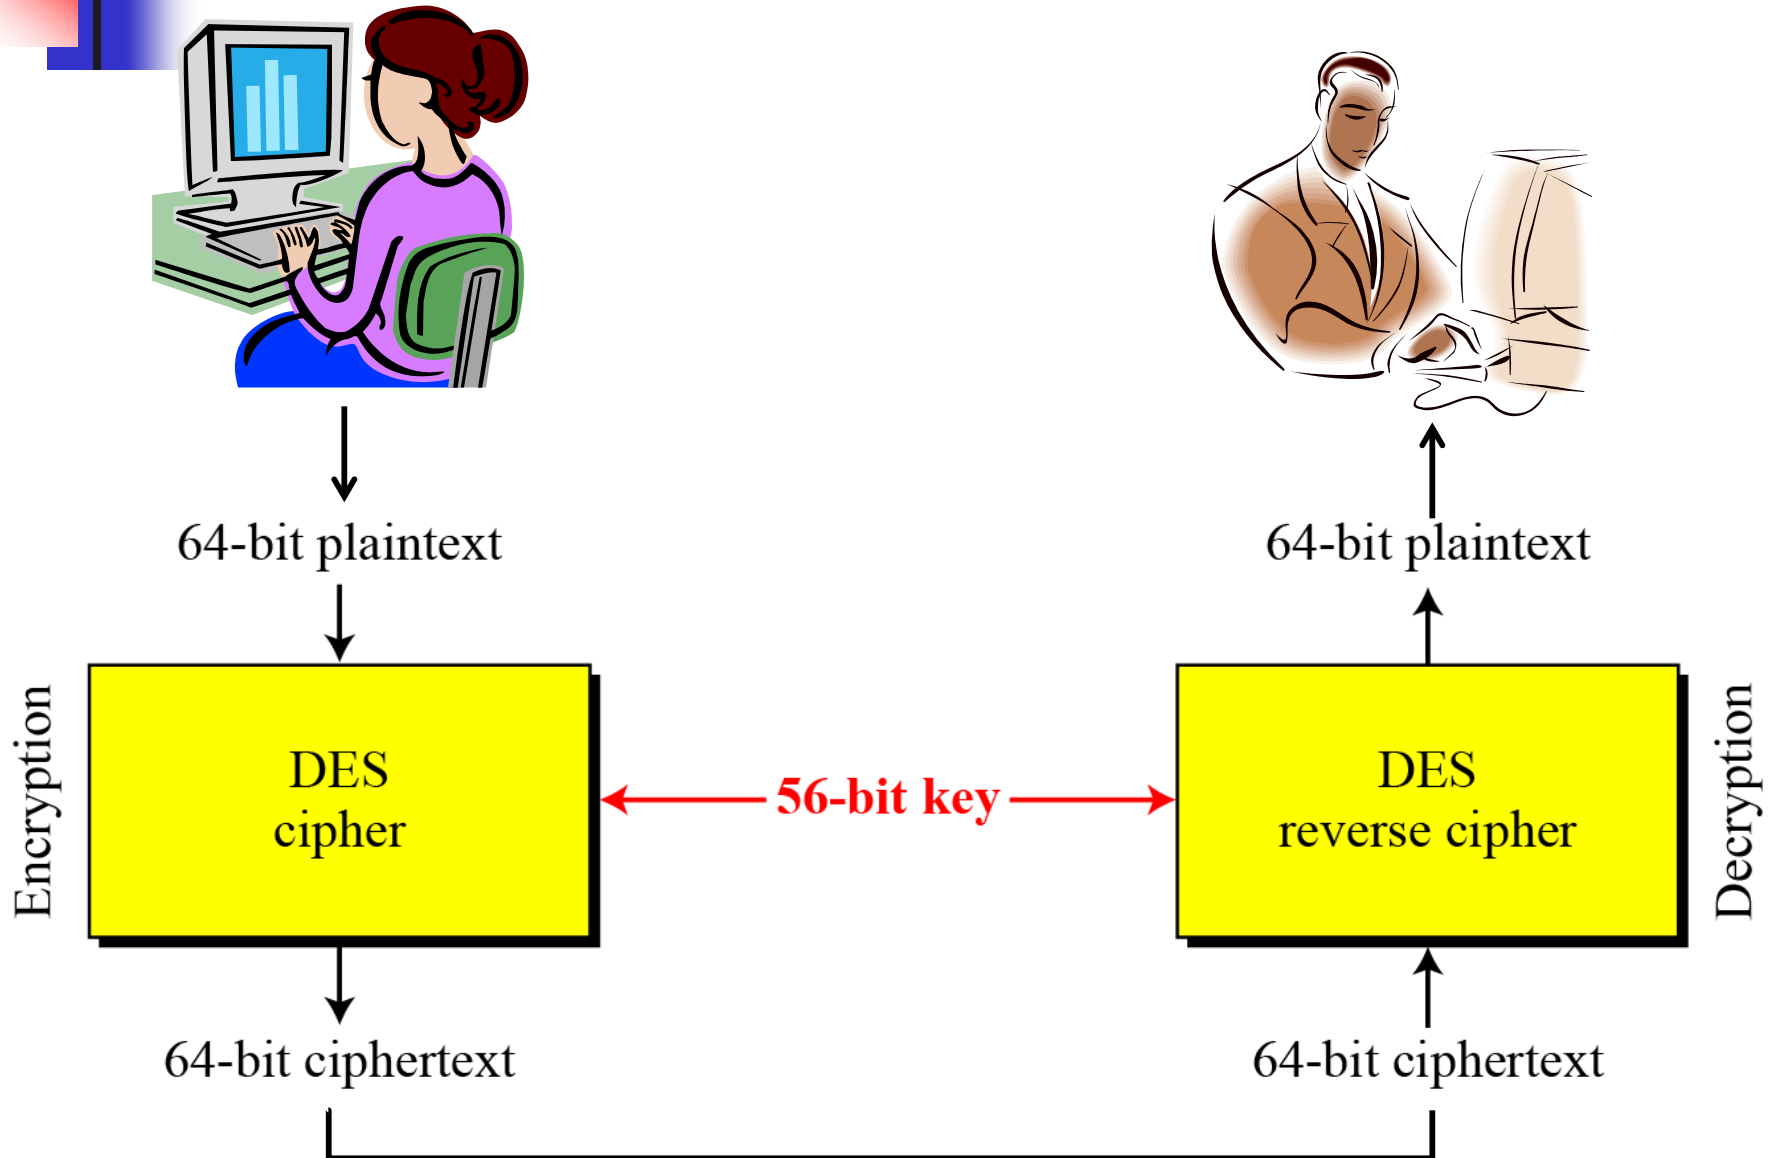 64-bit plaintext
64-bit plaintext
Encryption
DES
cipher
56-bit key
DES
reverse cipher
Decryption
64-bit ciphertext
64-bit ciphertext